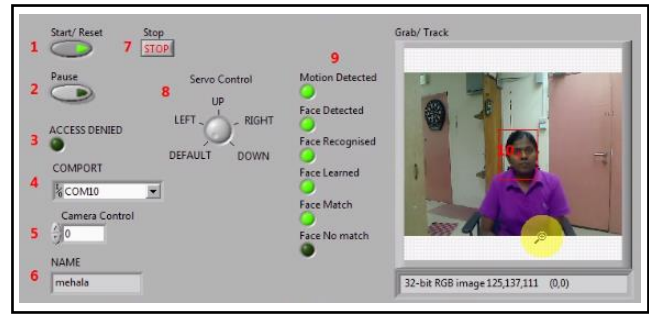 Start/ Reset
Stop
Grab/ Track
1
7
STOP
9
2
Pause
8
Servo Control
Motion Detected
UP
LEFT
RIGHT
Face Detected
3
ACCESS DENIED
DEFAULT
DOWN
Face Recognised
10
COMPORT
4
COM10
Face Learned
Camera Control
5
0
Face Match
Face No match
NAME
6
mehala
32-bit RGB image 125,137,111 (0,0)